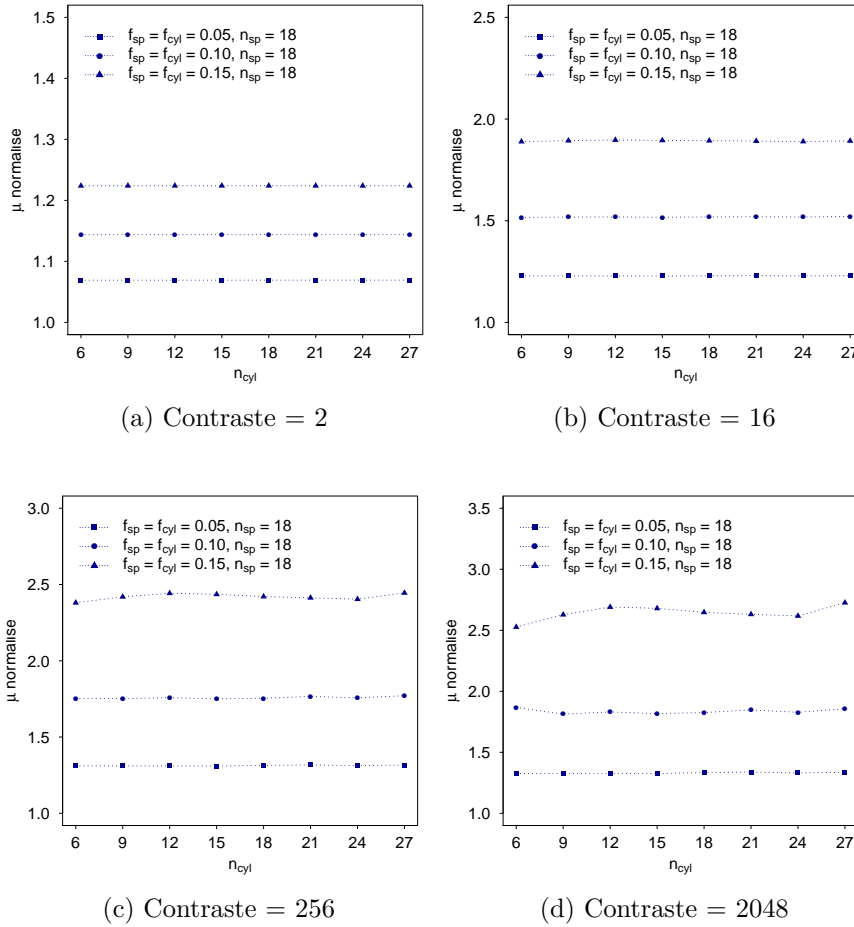 1.5
1.4
1.3
1.2
1.1
1.0
μ normalise
f_sp = f_cyl = 0.05, n_sp = 18
f_sp = f_cyl = 0.10, n_sp = 18
f_sp = f_cyl = 0.15, n_sp = 18
6 9 12 15 18 21 24 27
n_cyl
(a) Contraste = 2
2.5
2.0
1.5
1.0
μ normalise
f_sp = f_cyl = 0.05, n_sp = 18
f_sp = f_cyl = 0.10, n_sp = 18
f_sp = f_cyl = 0.15, n_sp = 18
6 9 12 15 18 21 24 27
n_cyl
(b) Contraste = 16
3.0
2.5
2.0
1.5
1.0
μ normalise
f_sp = f_cyl = 0.05, n_sp = 18
f_sp = f_cyl = 0.10, n_sp = 18
f_sp = f_cyl = 0.15, n_sp = 18
6 9 12 15 18 21 24 27
n_cyl
(c) Contraste = 256
3.5
3.0
2.5
2.0
1.5
1.0
μ normalise
f_sp = f_cyl = 0.05, n_sp = 18
f_sp = f_cyl = 0.10, n_sp = 18
f_sp = f_cyl = 0.15, n_sp = 18
6 9 12 15 18 21 24 27
n_cyl
(d) Contraste = 2048